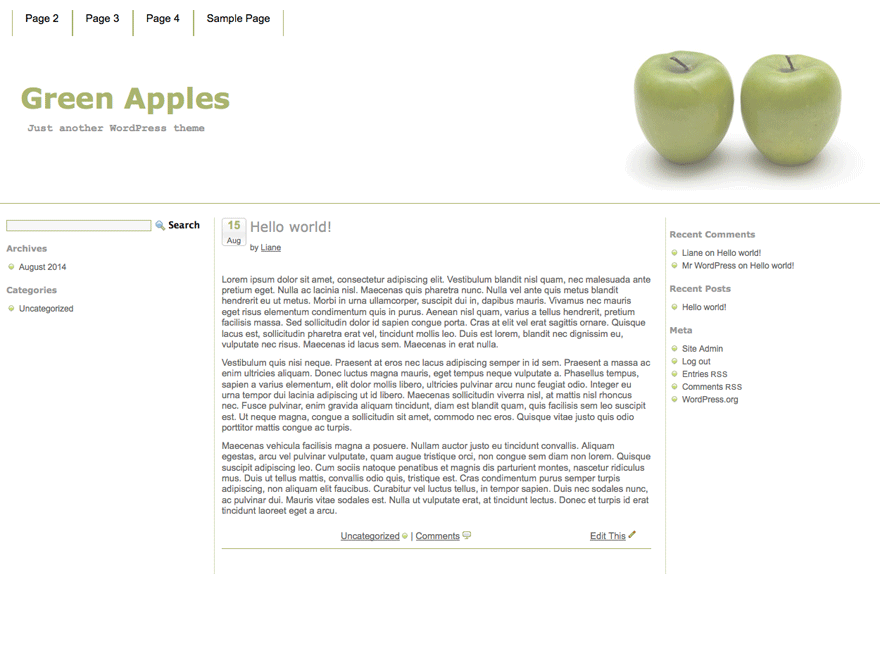 Page 2 Page 3 Page 4 Sample Page
Green Apples
Just another WordPress theme
Search
Archives
August 2014
Categories
Uncategorized
15
Aug
Hello world!
by Liane
Lorem ipsum dolor sit amet, consectetur adipiscing elit. Vestibulum blandit nisl quam, nec malesuada ante
pretium eget. Nulla ac lacinia nisl. Maecenas quis pharetra nunc. Nulla vel ante quis metus blandit
hendrerit eu ut metus. Morbi in urna ullamcorper, suscipit dui in, dapibus mauris. Vivamus nec mauris
eget risus elementum condimentum quis in purus. Aenean nisl quam, varius a tellus hendrerit, pretium
facilisis massa. Sed sollicitudin dolor id sapien congue porta. Cras at elit vel erat sagittis ornare. Quisque
lacus est, sollicitudin pharetra erat vel, tincidunt mollis leo. Duis est lorem, blandit nec dignissim eu,
vulputate nec risus. Maecenas id lacus sem. Maecenas in erat nulla.
Vestibulum quis nisi neque. Praesent at eros nec lacus adipiscing semper in id sem. Praesent a massa ac
enim ultricies aliquam. Donec luctus magna mauris, eget tempus neque vulputate a. Phasellus tempus,
sapien a varius elementum, elit dolor mollis libero, ultricies pulvinar arcu nunc feugiat odio. Integer eu
urna tempor dui lacinia adipiscing ut id libero. Maecenas sollicitudin viverra nisl, at mattis nisl rhoncus
nec. Fusce pulvinar, enim gravida aliquam tincidunt, diam est blandit quam, quis facilisis sem leo suscipit
est. Ut neque magna, congue a sollicitudin sit amet, commodo nec eros. Quisque vitae justo quis odio
porttitor mattis congue ac turpis.
Maecenas vehicula facilisis magna a posuere. Nullam auctor justo eu tincidunt convallis. Aliquam
egestas, arcu vel pulvinar vulputate, quam augue tristique orci, non congue sem diam non lorem. Quisque
suscipit adipiscing leo. Cum sociis natoque penatibus et magnis dis parturient montes, nascetur ridiculus
mus. Duis ut tellus mattis, convallis odio quis, tristique est. Cras condimentum purus semper turpis
adipiscing, non aliquam elit faucibus. Curabitur vel luctus tellus, in tempor sapien. Duis nec sodales nunc,
ac pulvinar dui. Mauris vitae sodales est. Nulla ut vulputate erat, at tincidunt lectus. Donec et turpis id erat
tincidunt laoreet eget a arcu.
Uncategorized | Comments Edit This
Recent Comments
Liane on Hello world!
Mr WordPress on Hello world!
Recent Posts
Hello world!
Meta
Site Admin
Log out
Entries RSS
Comments RSS
WordPress.org